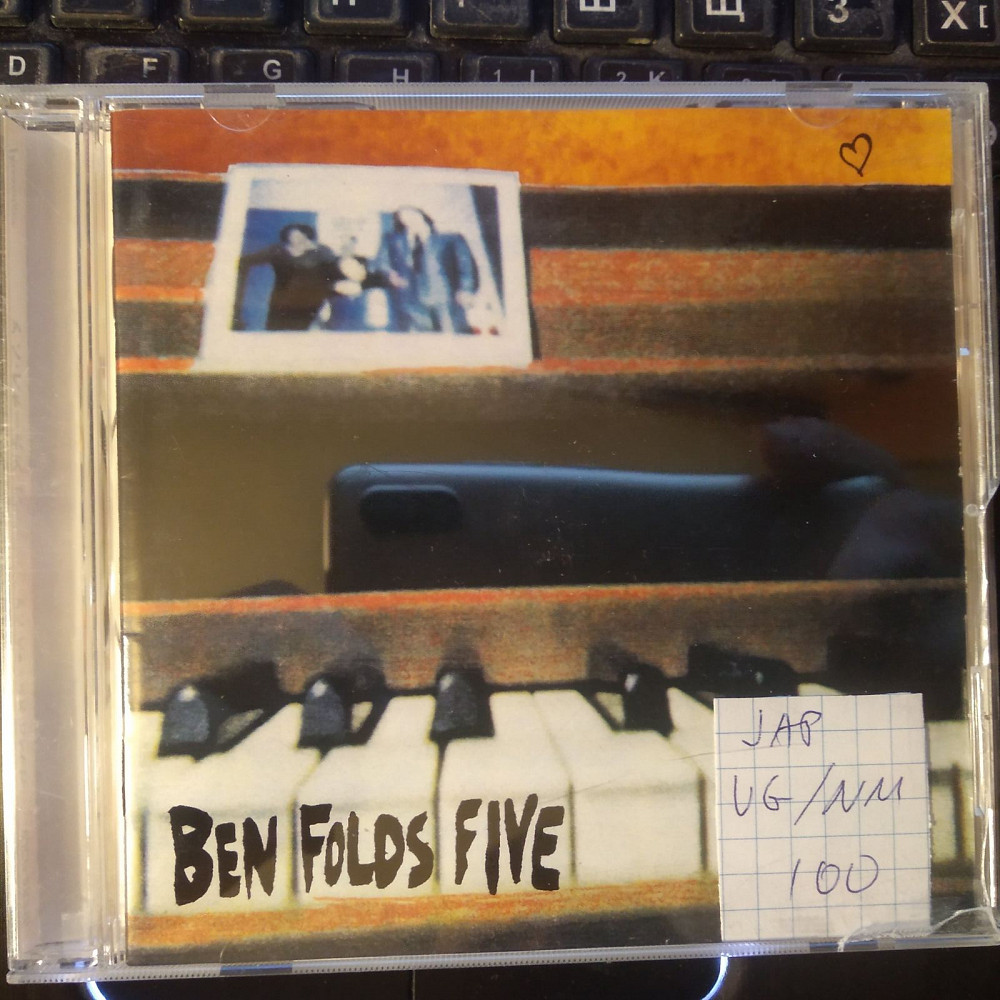 З
Х [
D
F
G
H
BEN FOLDS FIVE
JAP
VG/NM
100